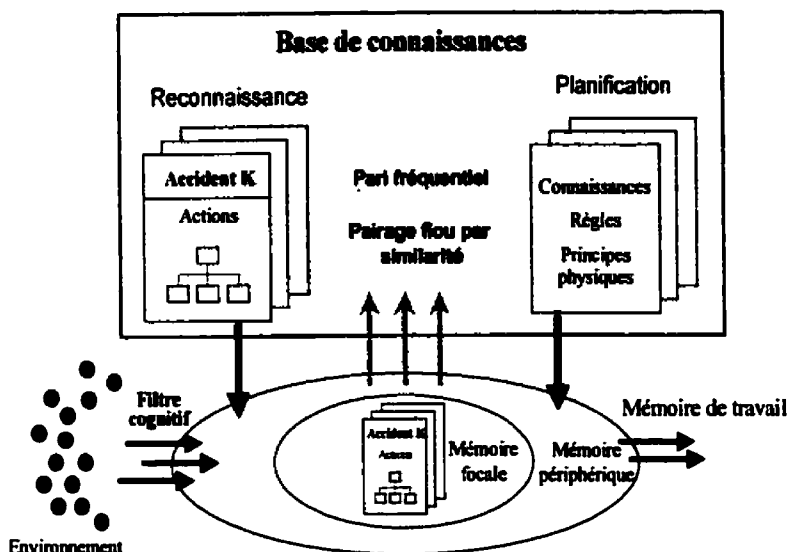 Base de connaissances
Reconnaissance
Planification
Accident K
Actions
Pari fréquentiel
Pairage flou par
similarité
Connaissances
Règles
Principes
physiques
Filtre
cognitif
Environnement
Accident K
Actions
Mémoire
focale
Mémoire
périphérique
Mémoire de travail